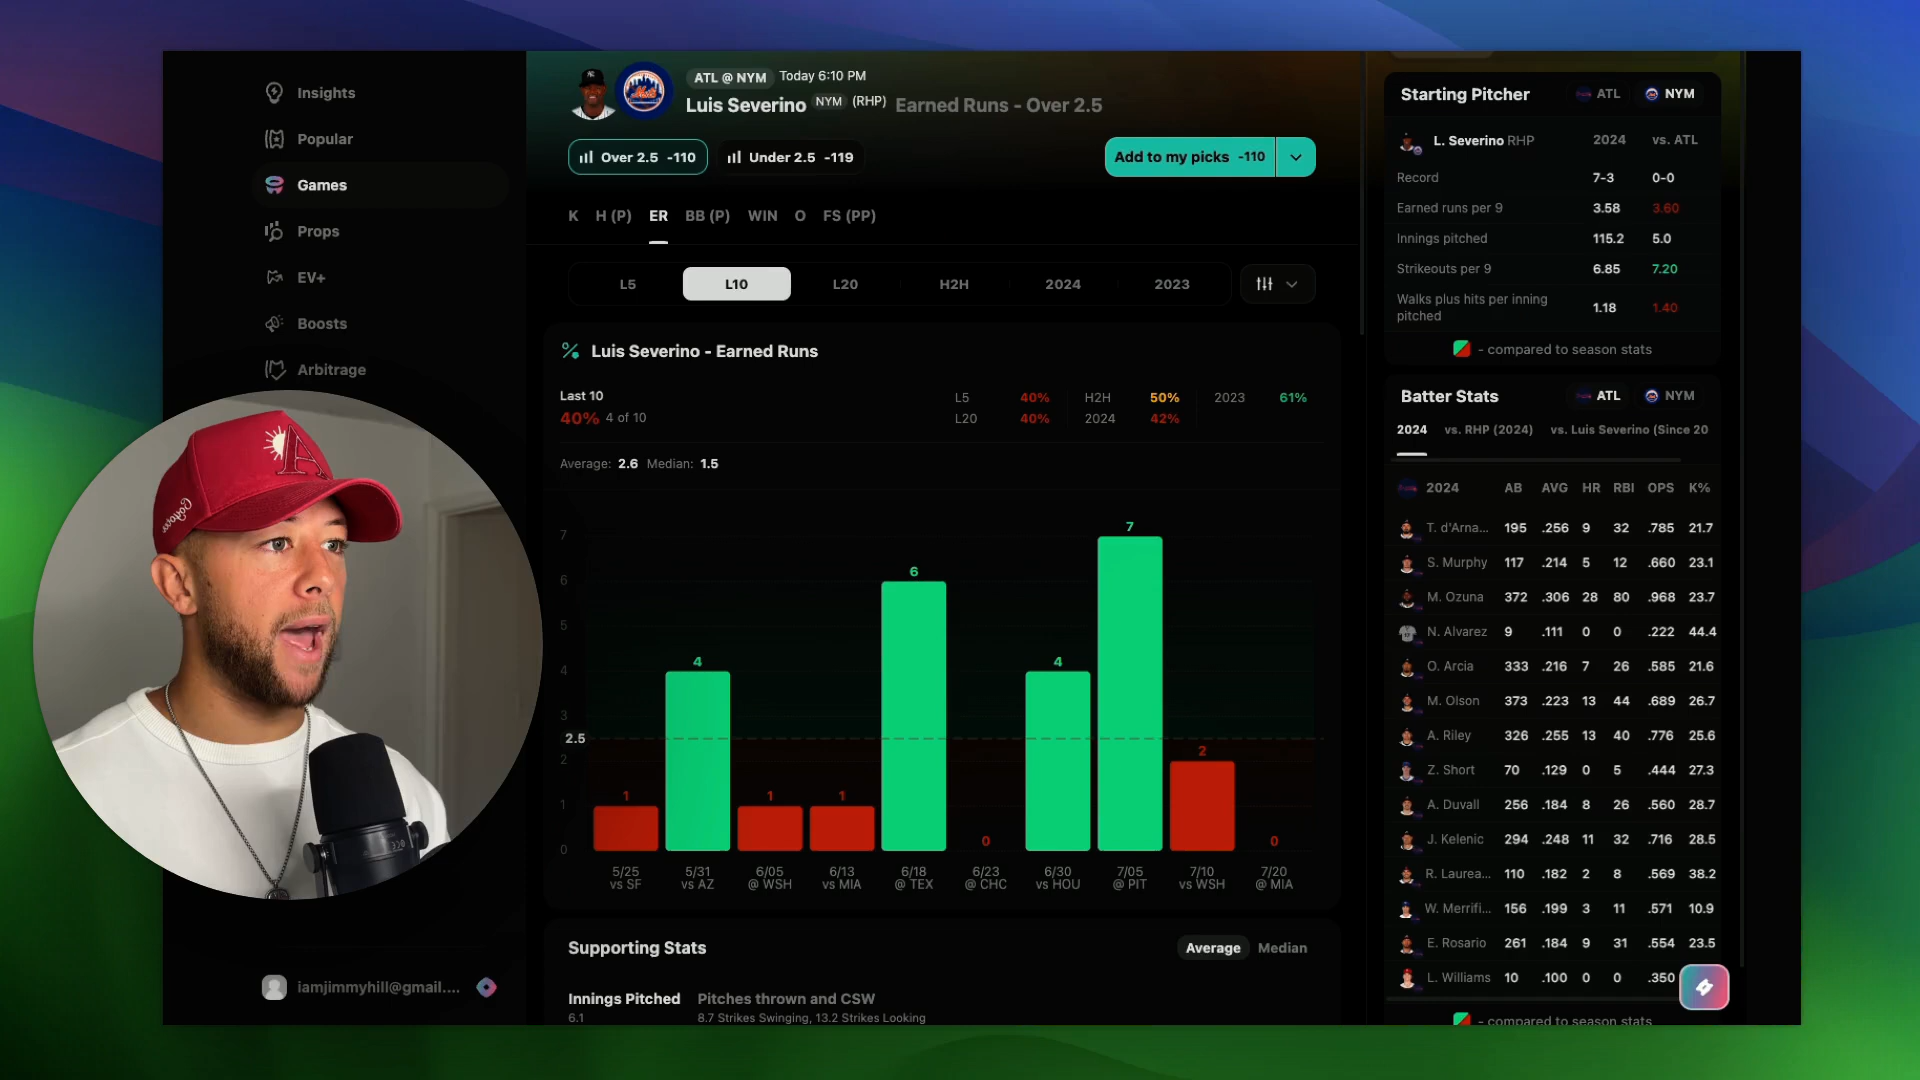 Insights
Popular
Games
Props
EV+
Boosts
Arbitrage
iamjimmyhill@gmail....
ATL @ NYM Today 6:10 PM
Luis Severino NYM (RHP) Earned Runs - Over 2.5
Over 2.5 -110
Under 2.5 -119
Add to my picks -110
K H (P) ER BB (P) WIN O FS (PP)
L5 L10 L20 H2H 2024 2023
Luis Severino - Earned Runs
Last 10
40% 4 of 10
L5 40% H2H 50% 2023 61%
L20 40% 2024 42%
Average: 2.6 Median: 1.5
7
6
5
4
3
2.5
2
1
0
1 4 1 1 6 0 4 7 2 0
5/25 5/31 6/05 6/13 6/18 6/23 6/30 7/05 7/10 7/20
vs SF vs AZ @ WSH vs MIA @ TEX @ CHC vs HOU @ PIT vs WSH @ MIA
Supporting Stats
Average Median
Innings Pitched Pitches thrown and CSW
6.1 8.7 Strikes Swinging, 13.2 Strikes Looking
Starting Pitcher ATL NYM
L. Severino RHP 2024 vs. ATL
Record 7-3 0-0
Earned runs per 9 3.58 3.60
Innings pitched 115.2 5.0
Strikeouts per 9 6.85 7.20
Walks plus hits per inning
pitched 1.18 1.40
- compared to season stats
Batter Stats ATL NYM
2024 vs. RHP (2024) vs. Luis Severino (Since 20
2024 AB AVG HR RBI OPS K%
T. d'Arna... 195 .256 9 32 .785 21.7
S. Murphy 117 .214 5 12 .660 23.1
M. Ozuna 372 .306 28 80 .968 23.7
N. Alvarez 9 .111 0 0 .222 44.4
O. Arcia 333 .216 7 26 .585 21.6
M. Olson 373 .223 13 44 .689 26.7
A. Riley 326 .255 13 40 .776 25.6
Z. Short 70 .129 0 5 .444 27.3
A. Duvall 256 .184 8 26 .560 28.7
J. Kelenic 294 .248 11 32 .716 28.5
R. Laurea... 110 .182 2 8 .569 38.2
W. Merrifi... 156 .199 3 11 .571 10.9
E. Rosario 261 .184 9 31 .554 23.5
L. Williams 10 .100 0 0 .350
- compared to season stats